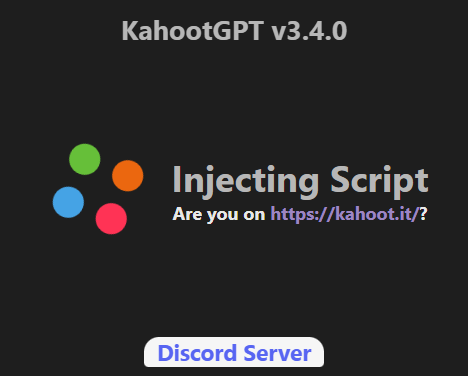 KahootGPT v3.4.0
Injecting Script
Are you on https://kahoot.it/?
Discord Server